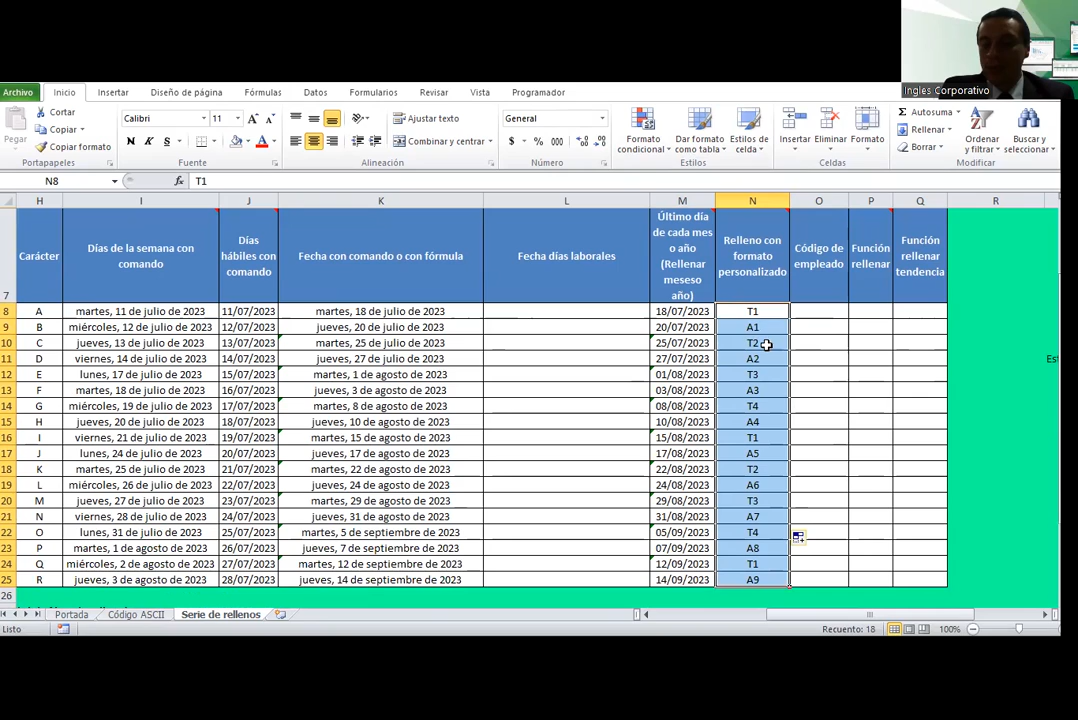 Ingles Corporativo
Archivo Inicio Insertar Diseño de página Fórmulas Datos Formularios Revisar Vista Programador
Cortar
Copiar
Copiar formato
Pegar
Portapapeles
Calibri 11
N K S
Fuente
Ajustar texto
Combinar y centrar
Alineación
General
$ % 000
Número
Formato condicional
Dar formato como tabla
Estilos de celda
Estilos
Insertar Eliminar Formato
Celdas
Σ Autosuma
Rellenar
Borrar
Ordenar y filtrar
Buscar y seleccionar
Modificar
N8 fx T1
H I J K L M N O P Q R
7 Carácter
Días de la semana con comando
Días hábiles con comando
Fecha con comando o con fórmula
Fecha días laborales
Último día de cada mes o año (Rellenar meseso año)
Relleno con formato personalizado
Código de empleado
Función rellenar
Función rellenar tendencia
8 A martes, 11 de julio de 2023 11/07/2023 martes, 18 de julio de 2023 18/07/2023 T1
9 B miércoles, 12 de julio de 2023 12/07/2023 jueves, 20 de julio de 2023 20/07/2023 A1
10 C jueves, 13 de julio de 2023 13/07/2023 martes, 25 de julio de 2023 25/07/2023 T2
11 D viernes, 14 de julio de 2023 14/07/2023 jueves, 27 de julio de 2023 27/07/2023 A2
12 E lunes, 17 de julio de 2023 15/07/2023 martes, 1 de agosto de 2023 01/08/2023 T3
13 F martes, 18 de julio de 2023 16/07/2023 jueves, 3 de agosto de 2023 03/08/2023 A3
14 G miércoles, 19 de julio de 2023 17/07/2023 martes, 8 de agosto de 2023 08/08/2023 T4
15 H jueves, 20 de julio de 2023 18/07/2023 jueves, 10 de agosto de 2023 10/08/2023 A4
16 I viernes, 21 de julio de 2023 19/07/2023 martes, 15 de agosto de 2023 15/08/2023 T1
17 J lunes, 24 de julio de 2023 20/07/2023 jueves, 17 de agosto de 2023 17/08/2023 A5
18 K martes, 25 de julio de 2023 21/07/2023 martes, 22 de agosto de 2023 22/08/2023 T2
19 L miércoles, 26 de julio de 2023 22/07/2023 jueves, 24 de agosto de 2023 24/08/2023 A6
20 M jueves, 27 de julio de 2023 23/07/2023 martes, 29 de agosto de 2023 29/08/2023 T3
21 N viernes, 28 de julio de 2023 24/07/2023 jueves, 31 de agosto de 2023 31/08/2023 A7
22 O lunes, 31 de julio de 2023 25/07/2023 martes, 5 de septiembre de 2023 05/09/2023 T4
23 P martes, 1 de agosto de 2023 26/07/2023 jueves, 7 de septiembre de 2023 07/09/2023 A8
24 Q miércoles, 2 de agosto de 2023 27/07/2023 martes, 12 de septiembre de 2023 12/09/2023 T1
25 R jueves, 3 de agosto de 2023 28/07/2023 jueves, 14 de septiembre de 2023 14/09/2023 A9
26
Portada Código ASCII Serie de rellenos
Listo Recuento: 18 100%